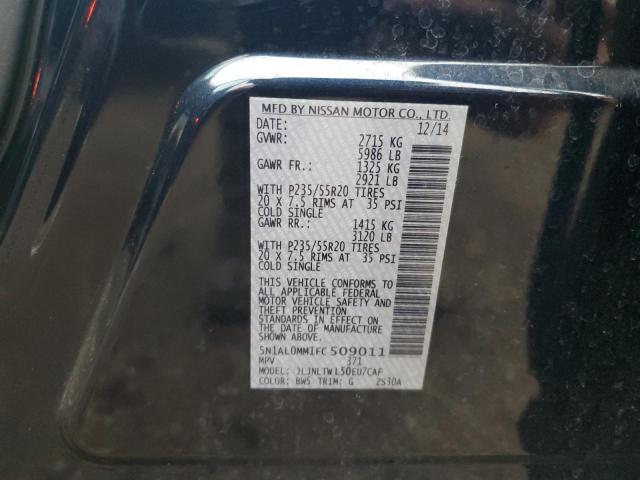 MFD BY NISSAN MOTOR CO., LTD.
DATE: 12/14
GVWR: 2715 KG
5986 LB
GAWR FR.: 1325 KG
2921 LB
WITH P235/55R20 TIRES
20 X 7.5 RIMS AT 35 PSI
COLD SINGLE
GAWR RR.: 1415 KG
3120 LB
WITH P235/55R20 TIRES
20 X 7.5 RIMS AT 35 PSI
COLD SINGLE
THIS VEHICLE CONFORMS TO
ALL APPLICABLE FEDERAL
MOTOR VEHICLE SAFETY AND
THEFT PREVENTION
STANDARDS IN EFFECT ON
THE DATE OF MANUFACTURE
SHOWN ABOVE.
5N1AL0MM1FC509011
MPV 371
MODEL: JLJNLTWL50EU7CAF
COLOR: BW5 TRIM: G 2S30A